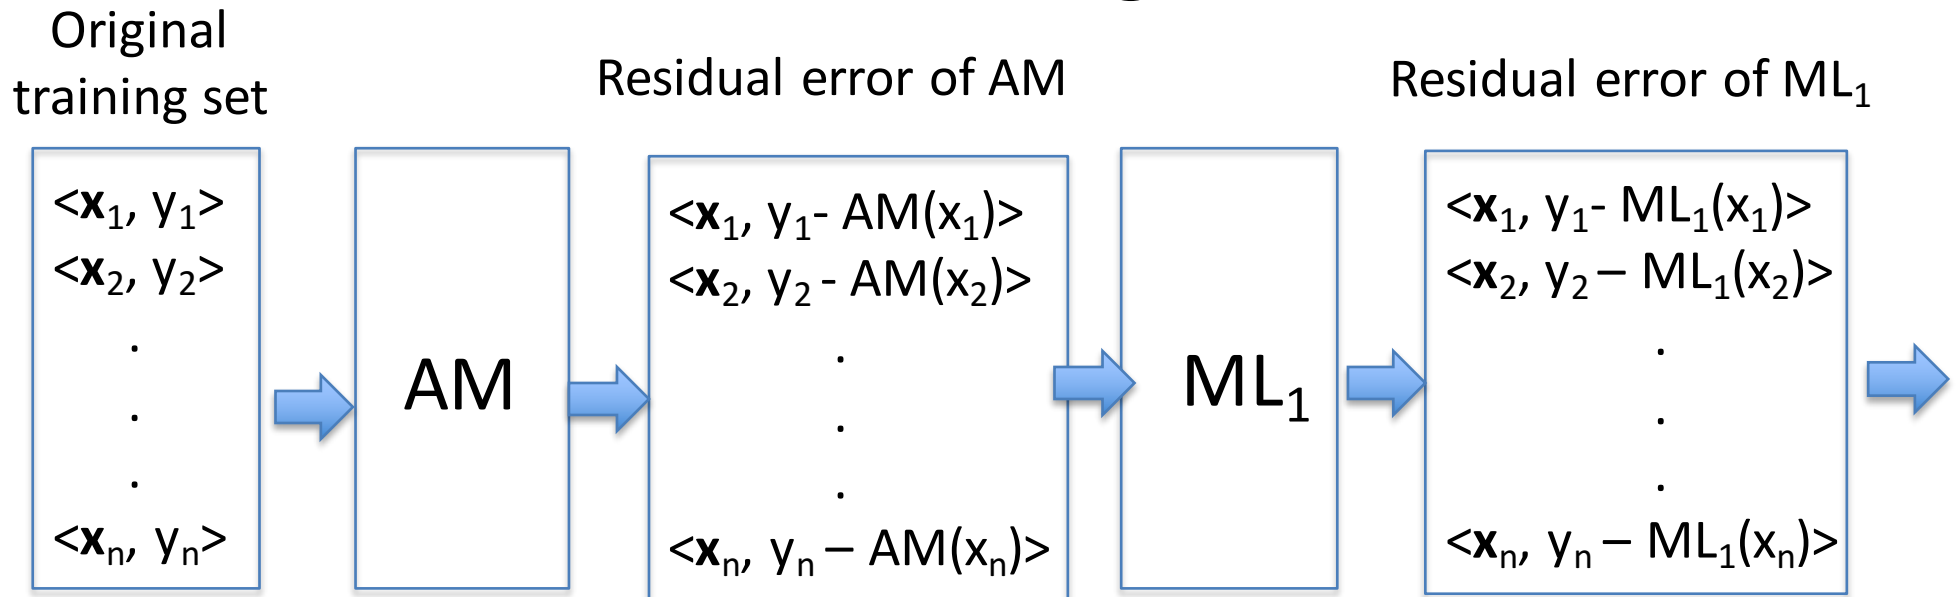 Original
training set
<x1, y1>
<x2, y2>
.
.
.
<xn, yn>
AM
Residual error of AM
<x1, y1- AM(x1)>
<x2, y2 - AM(x2)>
.
.
.
<xn, yn – AM(xn)>
ML1
Residual error of ML1
<x1, y1- ML1(x1)>
<x2, y2 – ML1(x2)>
.
.
.
<xn, yn – ML1(xn)>